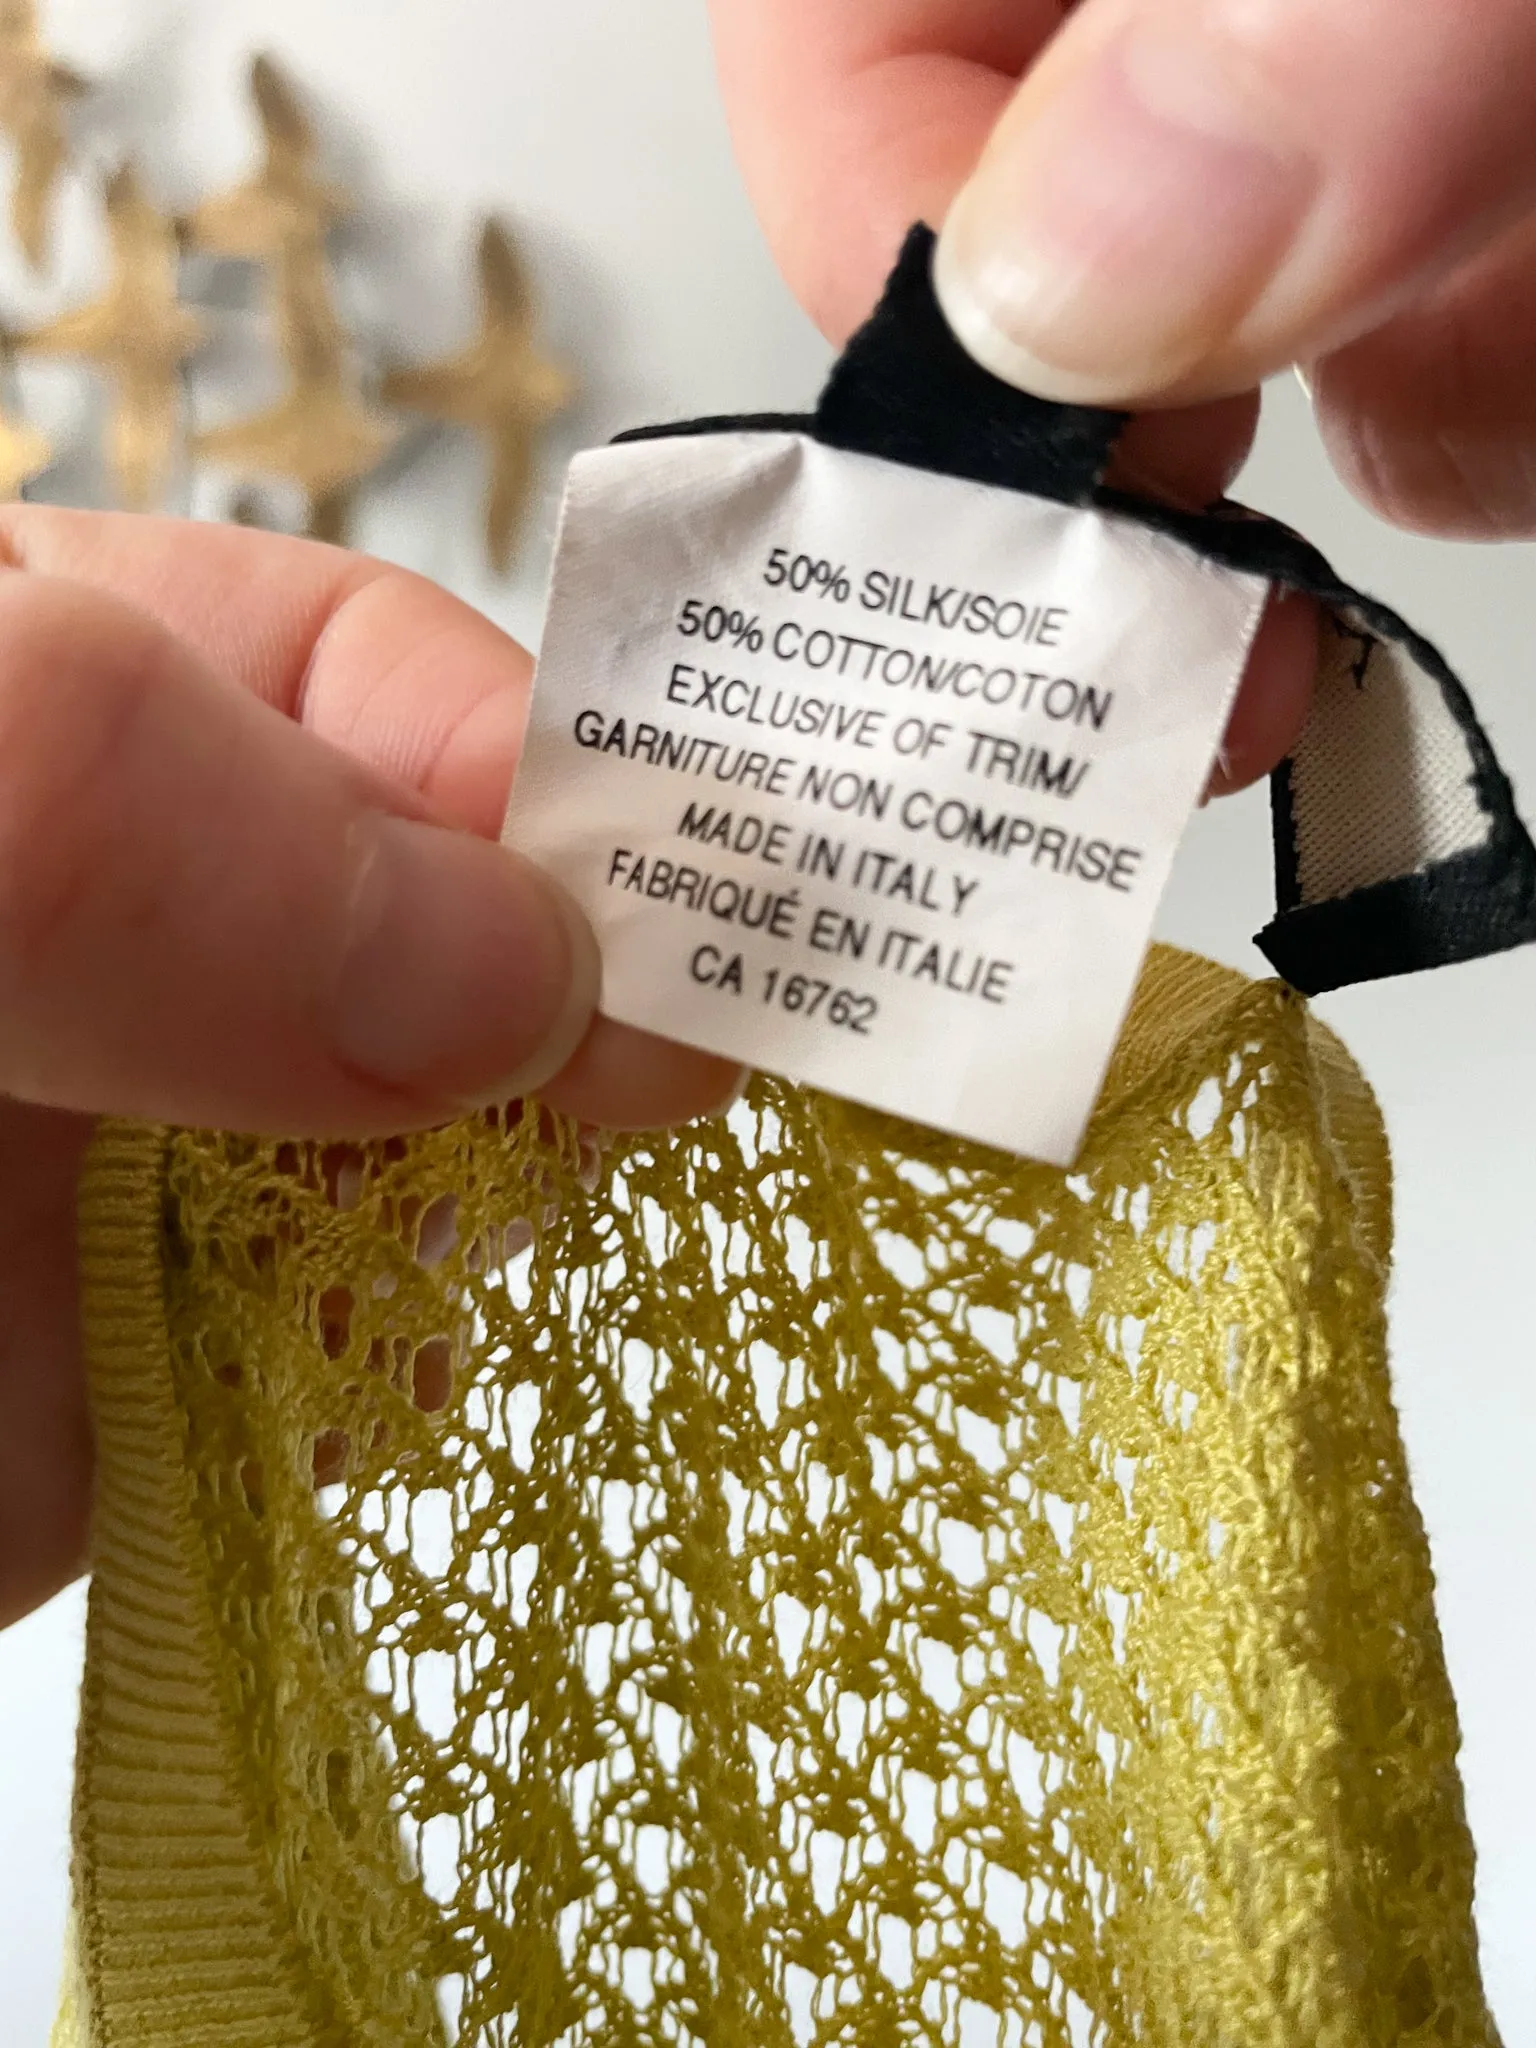 50% SILK/SOIE
50% COTTON/COTON
EXCLUSIVE OF TRIM/
GARNITURE NON COMPRISE
MADE IN ITALY
FABRIQUÉ EN ITALIE
CA 16762